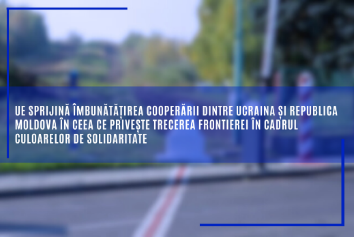 UE SPRIJINĂ ÎMBUNĂTĂȚIREA COOPERĂRII DINTRE UCRAINA ȘI REPUBLICA
MOLDOVA ÎN CEEA CE PRIVEȘTE TRECEREA FRONTIEREI ÎN CADRUL
CULOARELOR DE SOLIDARITATE